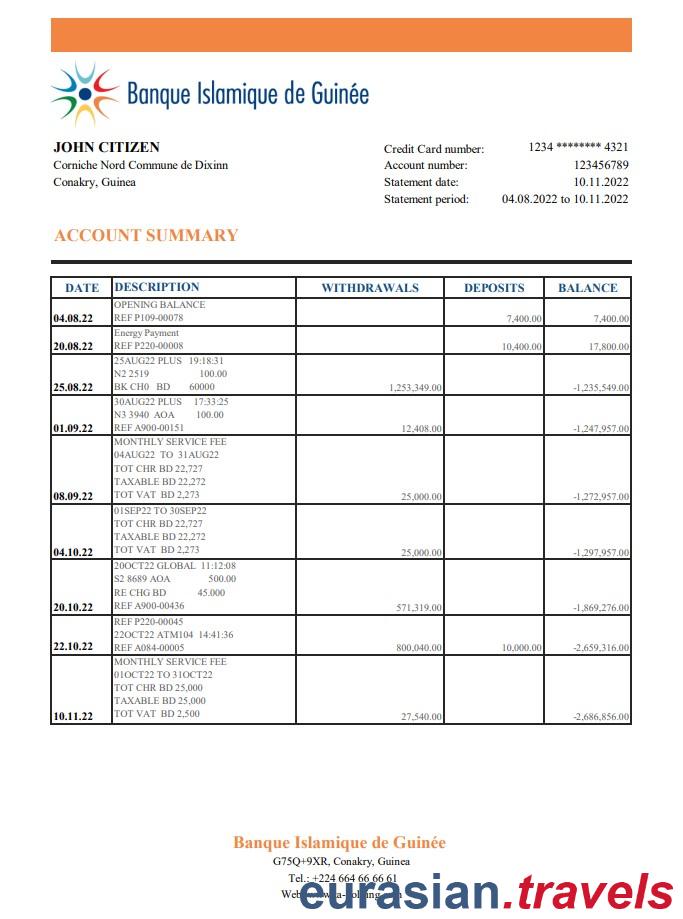 Banque Islamique de Guinée
JOHN CITIZEN
Corniche Nord Commune de Dixinn
Conakry, Guinea
Credit Card number: 1234 ******** 4321
Account number: 123456789
Statement date: 10.11.2022
Statement period: 04.08.2022 to 10.11.2022
ACCOUNT SUMMARY
DATE DESCRIPTION WITHDRAWALS DEPOSITS BALANCE
OPENING BALANCE
04.08.22 REF P109-00078 7,400.00 7,400.00
Energy Payment
20.08.22 REF P220-00008 10,400.00 17,800.00
25AUG22 PLUS 19:18:31
N2 2519 100.00
25.08.22 BK CH0 BD 60000 1,253,349.00 -1,235,549.00
30AUG22 PLUS 17:33:25
N3 3940 AOA 100.00
01.09.22 REF A900-00151 12,408.00 -1,247,957.00
MONTHLY SERVICE FEE
04AUG22 TO 31AUG22
TOT CHR BD 22,727
TAXABLE BD 22,272
08.09.22 TOT VAT BD 2,273 25,000.00 -1,272,957.00
01SEP22 TO 30SEP22
TOT CHR BD 22,727
TAXABLE BD 22,272
04.10.22 TOT VAT BD 2,273 25,000.00 -1,297,957.00
20OCT22 GLOBAL 11:12:08
S2 8689 AOA 500.00
RE CHG BD 45.000
20.10.22 REF A900-00436 571,319.00 -1,869,276.00
REF P220-00045
22OCT22 ATM104 14:41:36
22.10.22 REF A084-00005 800,040.00 10,000.00 -2,659,316.00
MONTHLY SERVICE FEE
01OCT22 TO 31OCT22
TOT CHR BD 25,000
TAXABLE BD 25,000
10.11.22 TOT VAT BD 2,500 27,540.00 -2,686,856.00
Banque Islamique de Guinée
G75Q+9XR, Conakry, Guinea
Tel.: +224 664 66 66 61
eurasian.travels